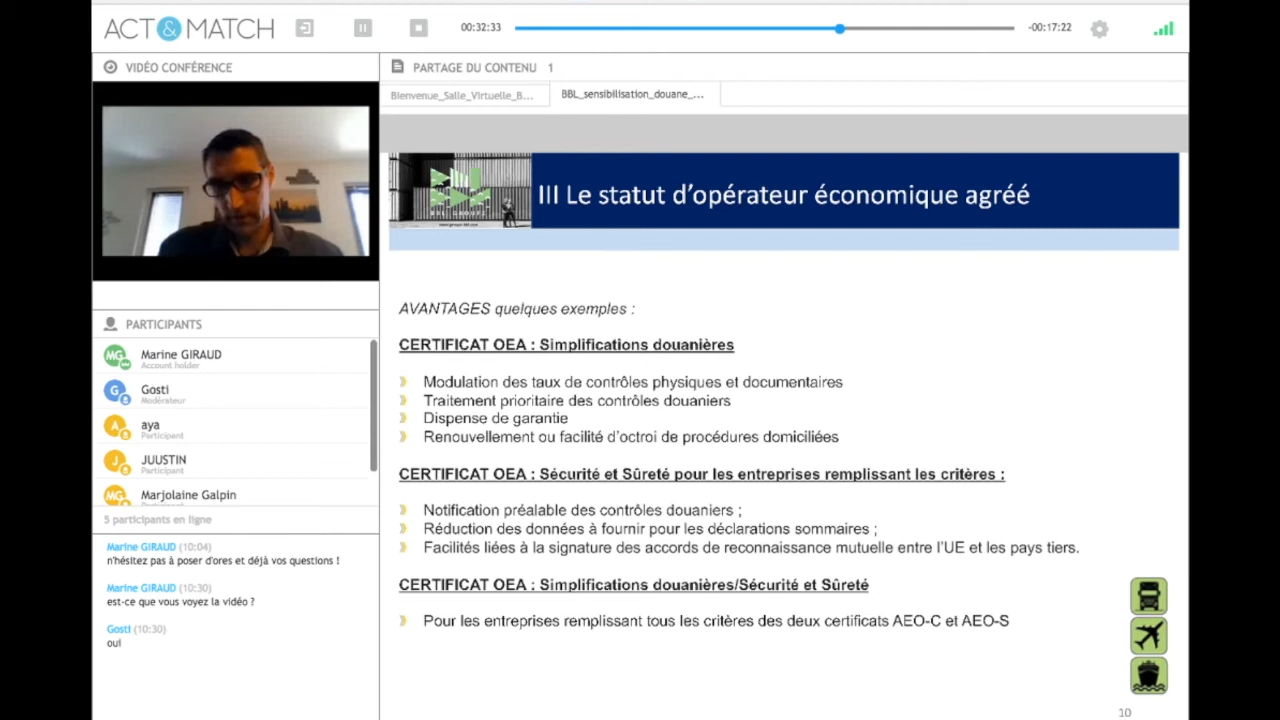 ACT & MATCH
00:32:33
-00:17:22
VIDÉO CONFÉRENCE
PARTICIPANTS
MG
Marine GIRAUD
Account holder
G
Gosti
Modérateur
A
aya
Participant
J
JUUSTIN
Participant
MG
Marjolaine Galpin
5 participants en ligne
Marine GIRAUD (10:04)
n'hésitez pas à poser d'ores et déjà vos questions !
Marine GIRAUD (10:30)
est-ce que vous voyez la vidéo ?
Gosti (10:30)
oui
PARTAGE DU CONTENU 1
Bienvenue_Salle_Virtuelle_B...
BBL_sensibilisation_douane_...
III Le statut d'opérateur économique agréé
AVANTAGES quelques exemples :
CERTIFICAT OEA : Simplifications douanières
Modulation des taux de contrôles physiques et documentaires
Traitement prioritaire des contrôles douaniers
Dispense de garantie
Renouvellement ou facilité d'octroi de procédures domiciliées
CERTIFICAT OEA : Sécurité et Sûreté pour les entreprises remplissant les critères :
Notification préalable des contrôles douaniers ;
Réduction des données à fournir pour les déclarations sommaires ;
Facilités liées à la signature des accords de reconnaissance mutuelle entre l'UE et les pays tiers.
CERTIFICAT OEA : Simplifications douanières/Sécurité et Sûreté
Pour les entreprises remplissant tous les critères des deux certificats AEO-C et AEO-S
10